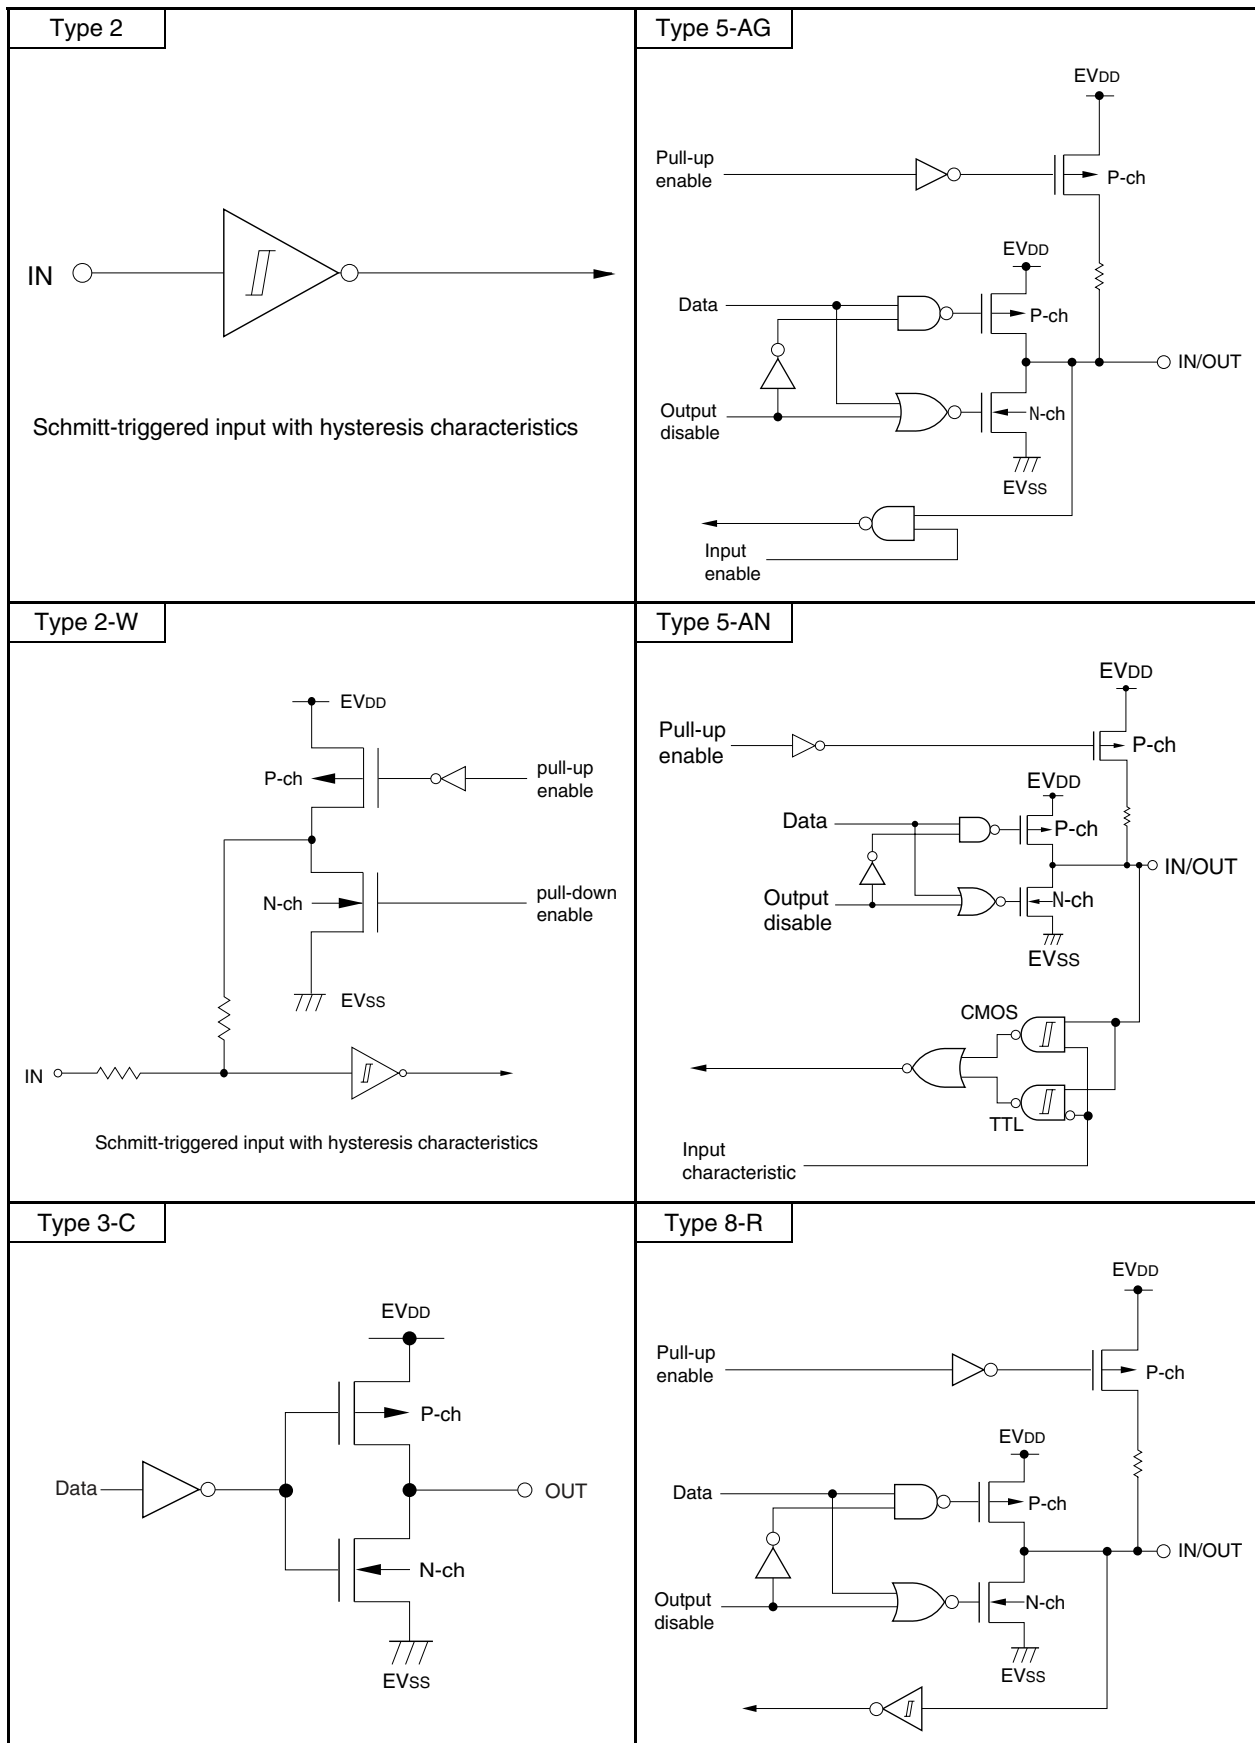 Type 2
IN
Schmitt-triggered input with hysteresis characteristics
Type 5-AG
EVDD
Pull-up
enable
P-ch
EVDD
Data
P-ch
IN/OUT
Output
disable
N-ch
EVSS
Input
enable
Type 2-W
EVDD
P-ch
pull-up
enable
N-ch
pull-down
enable
EVSS
IN
Schmitt-triggered input with hysteresis characteristics
Type 5-AN
EVDD
Pull-up
enable
P-ch
EVDD
Data
P-ch
IN/OUT
Output
disable
N-ch
EVSS
CMOS
TTL
Input
characteristic
Type 3-C
EVDD
P-ch
Data
OUT
N-ch
EVSS
Type 8-R
EVDD
Pull-up
enable
P-ch
EVDD
Data
P-ch
IN/OUT
Output
disable
N-ch
EVSS